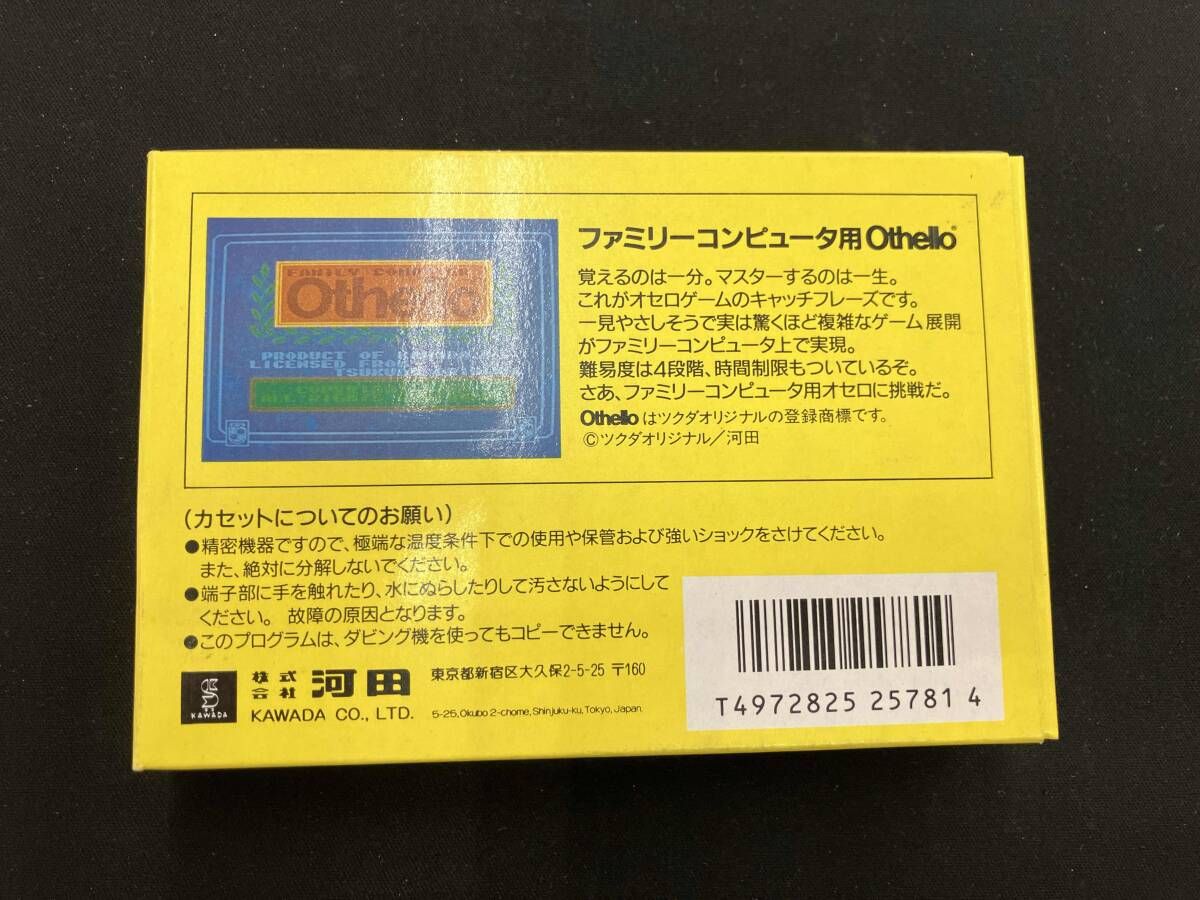 FAMILY COMPUTER
Othello
PRODUCT OF
LICENSED FROM
TSUKUDA
ファミリーコンピュータ用Othello®
覚えるのは一分。マスターするのは一生。
これがオセロゲームのキャッチフレーズです。
一見やさしそうで実は驚くほど複雑なゲーム展開
がファミリーコンピュータ上で実現。
難易度は4段階、時間制限もついているぞ。
さあ、ファミリーコンピュータ用オセロに挑戦だ。
Othelloはツクダオリジナルの登録商標です。
©ツクダオリジナル/河田
(カセットについてのお願い)
●精密機器ですので、極端な温度条件下での使用や保管および強いショックをさけてください。
また、絶対に分解しないでください。
●端子部に手を触れたり、水にぬらしたりして汚さないようにして
ください。 故障の原因となります。
●このプログラムは、ダビング機を使ってもコピーできません。
KAWADA
株式会社 河田 東京都新宿区大久保2-5-25 〒160
KAWADA CO., LTD. 5-25, Okubo 2-chome, Shinjuku-ku, Tokyo, Japan.
T4972825 25781 4